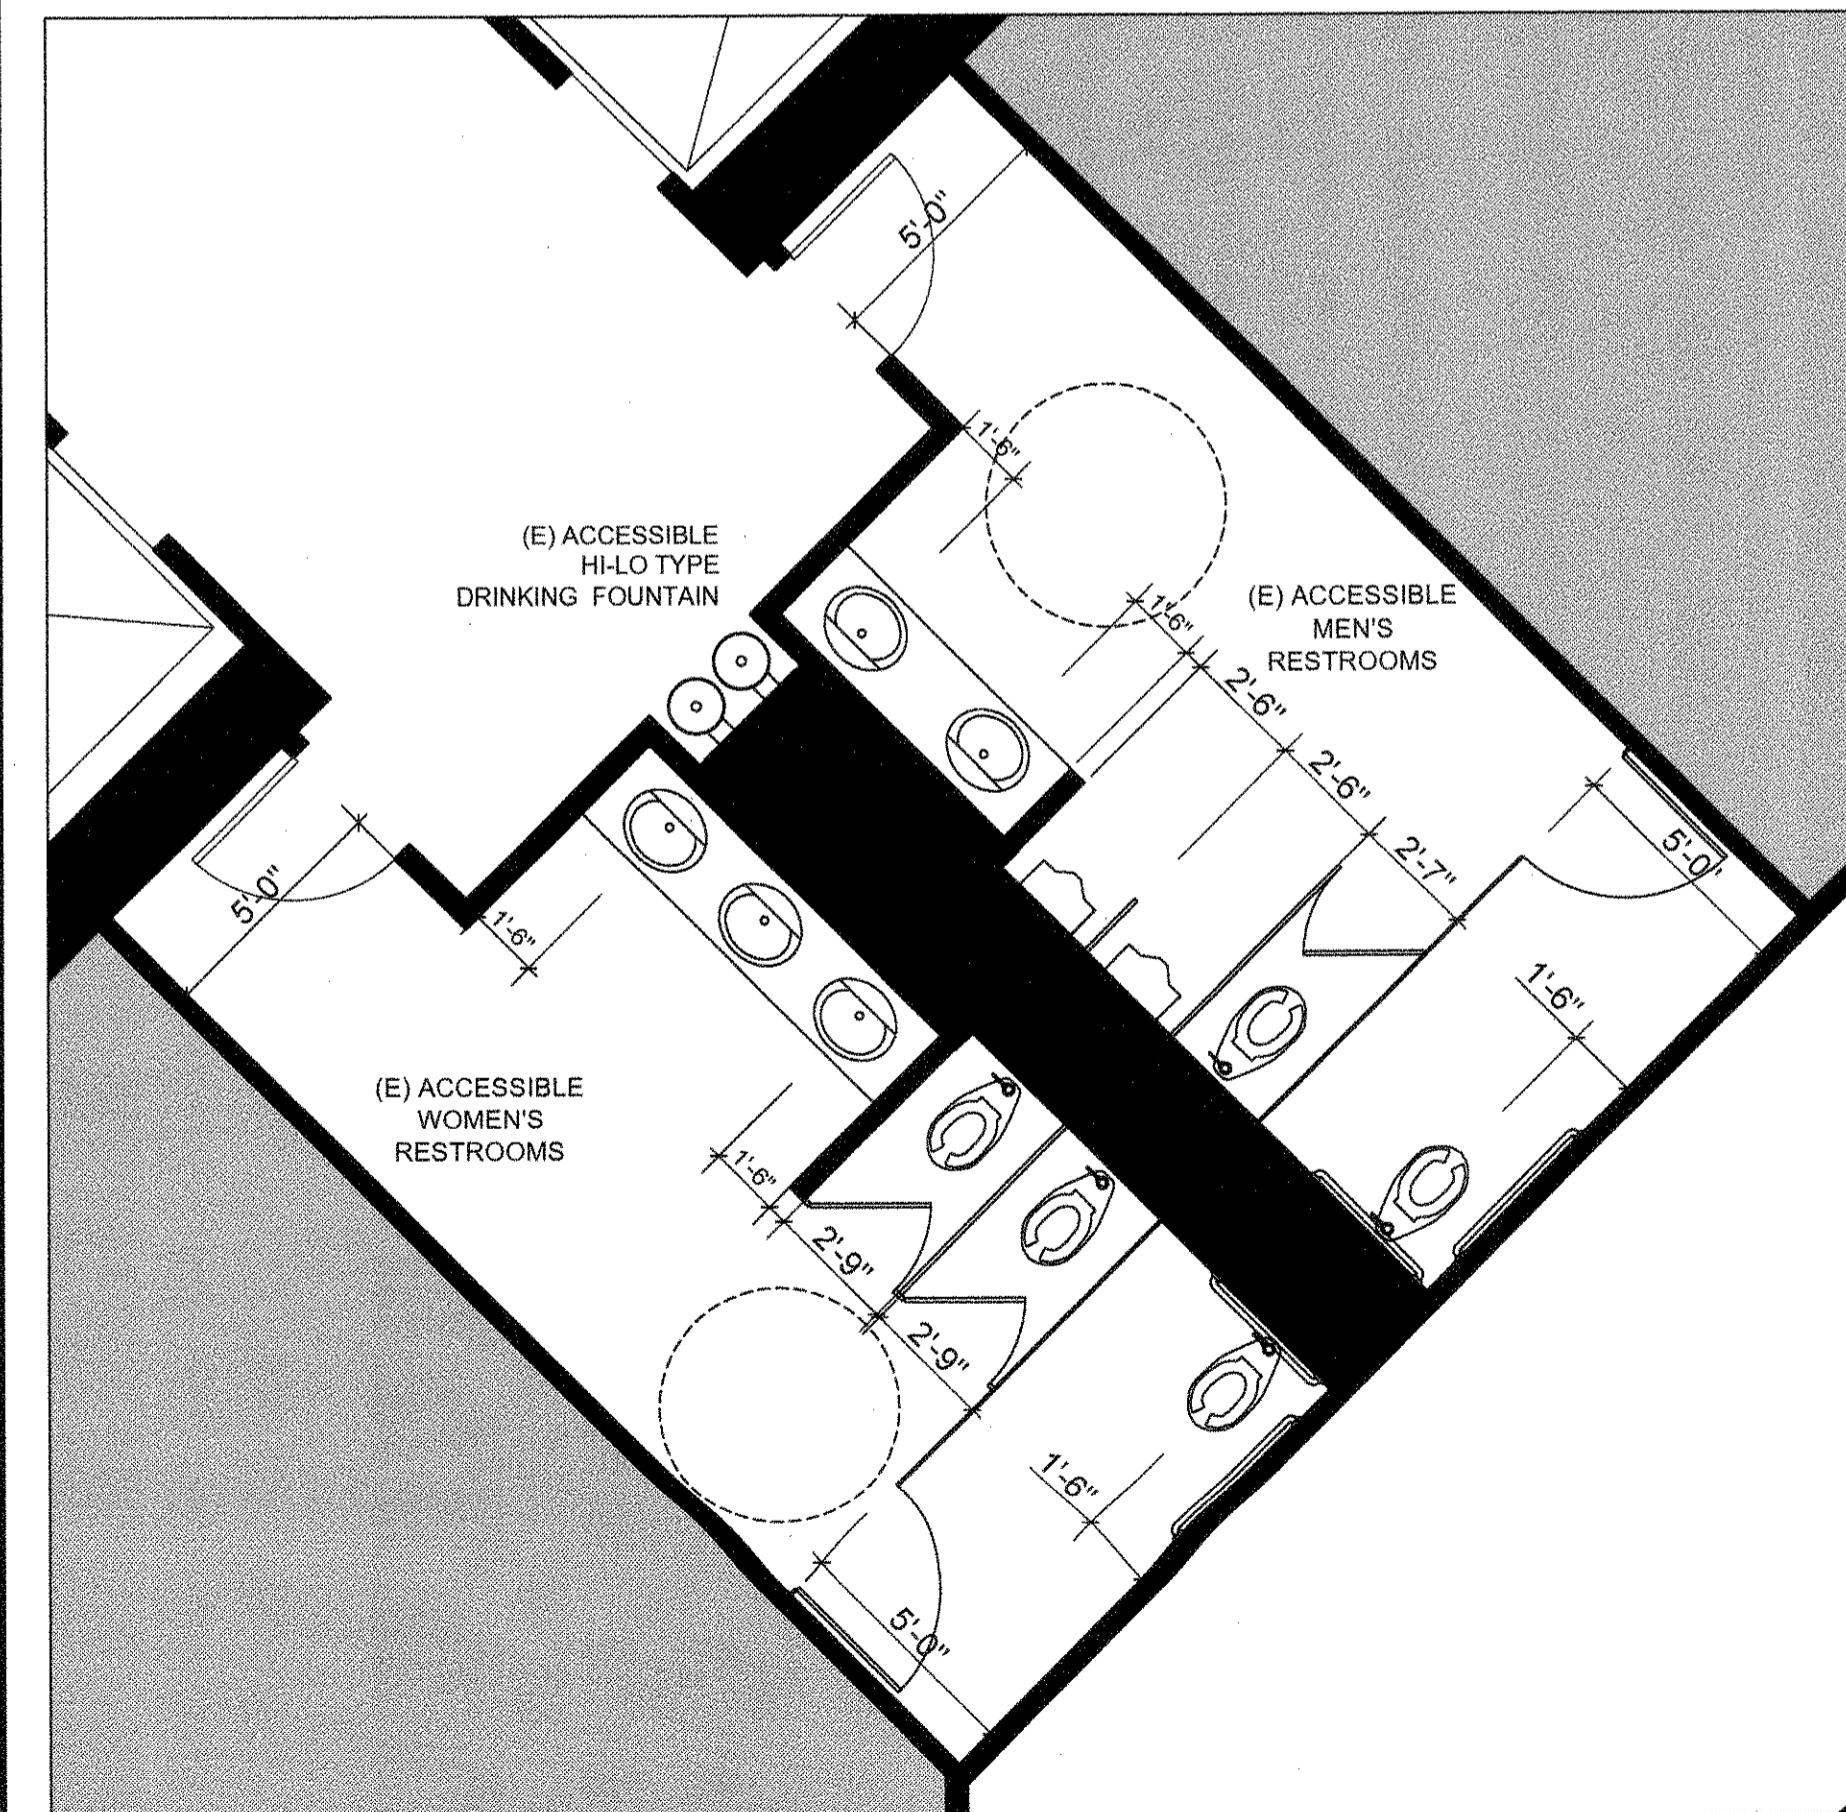 5'-0"
1'-6"
(E) ACCESSIBLE
HI-LO TYPE
DRINKING FOUNTAIN
1'-6"
(E) ACCESSIBLE
MEN'S
RESTROOMS
2'-6"
2'-6"
2'-7"
5'-0"
1'-6"
5'-0"
1'-6"
(E) ACCESSIBLE
WOMEN'S
RESTROOMS
1'-6"
2'-9"
2'-9"
1'-6"
5'-0"